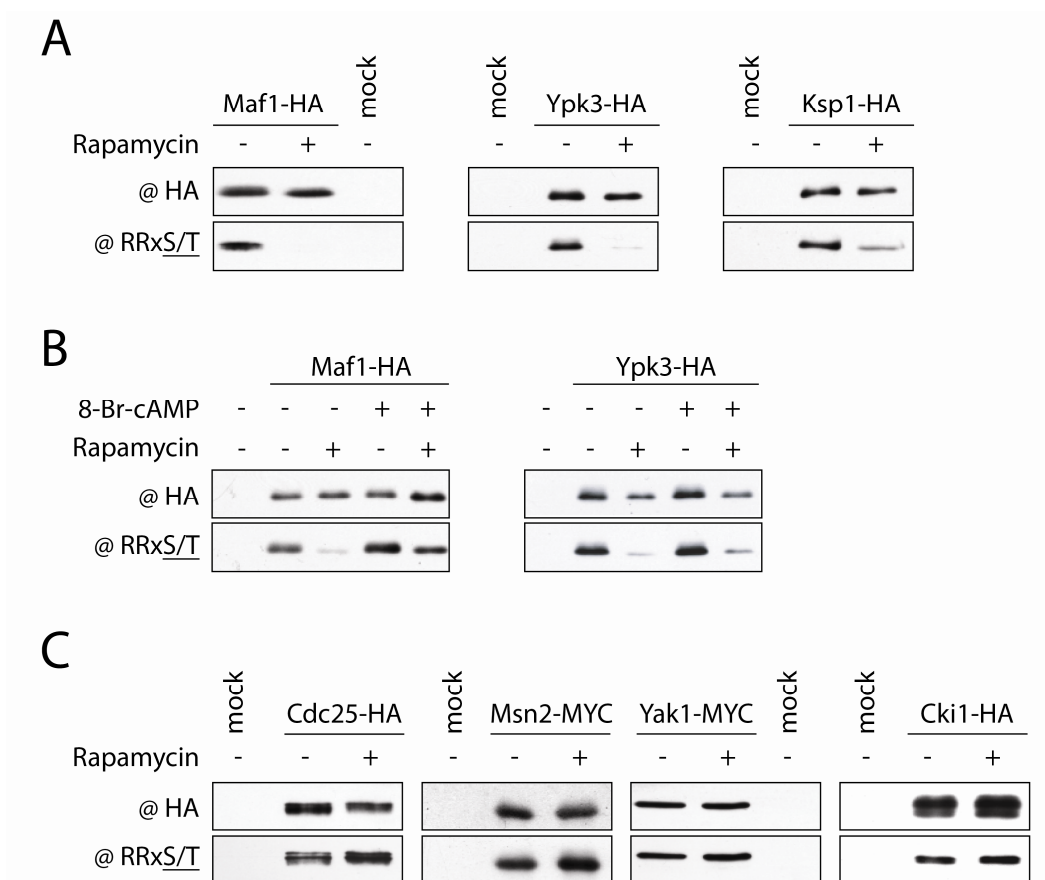 A
mock mock mock
Maf1-HA Ypk3-HA Ksp1-HA
Rapamycin - + - - - + - - +
@ HA
@ RRxS/T
B
Maf1-HA Ypk3-HA
8-Br-cAMP - - - + + - - - + +
Rapamycin - - + - + - - + - +
@ HA
@ RRxS/T
C
mock mock mock mock
Cdc25-HA Msn2-MYC Yak1-MYC Cki1-HA
Rapamycin - - + - - + - + - - - +
@ HA
@ RRxS/T